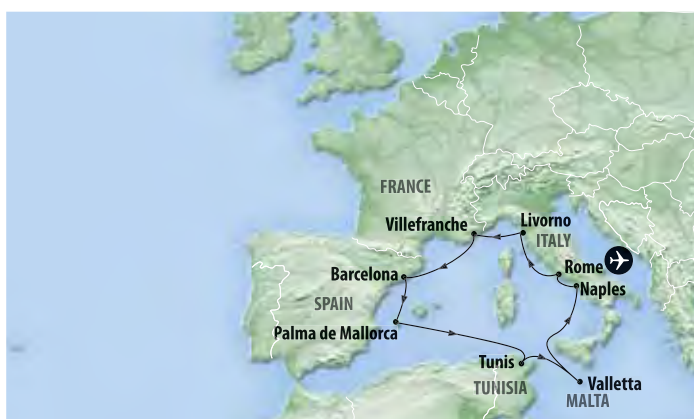 FRANCE
Villefranche
Livorno
ITALY
Rome
Naples
Barcelona
SPAIN
Palma de Mallorca
Tunis
TUNISIA
Valletta
MALTA